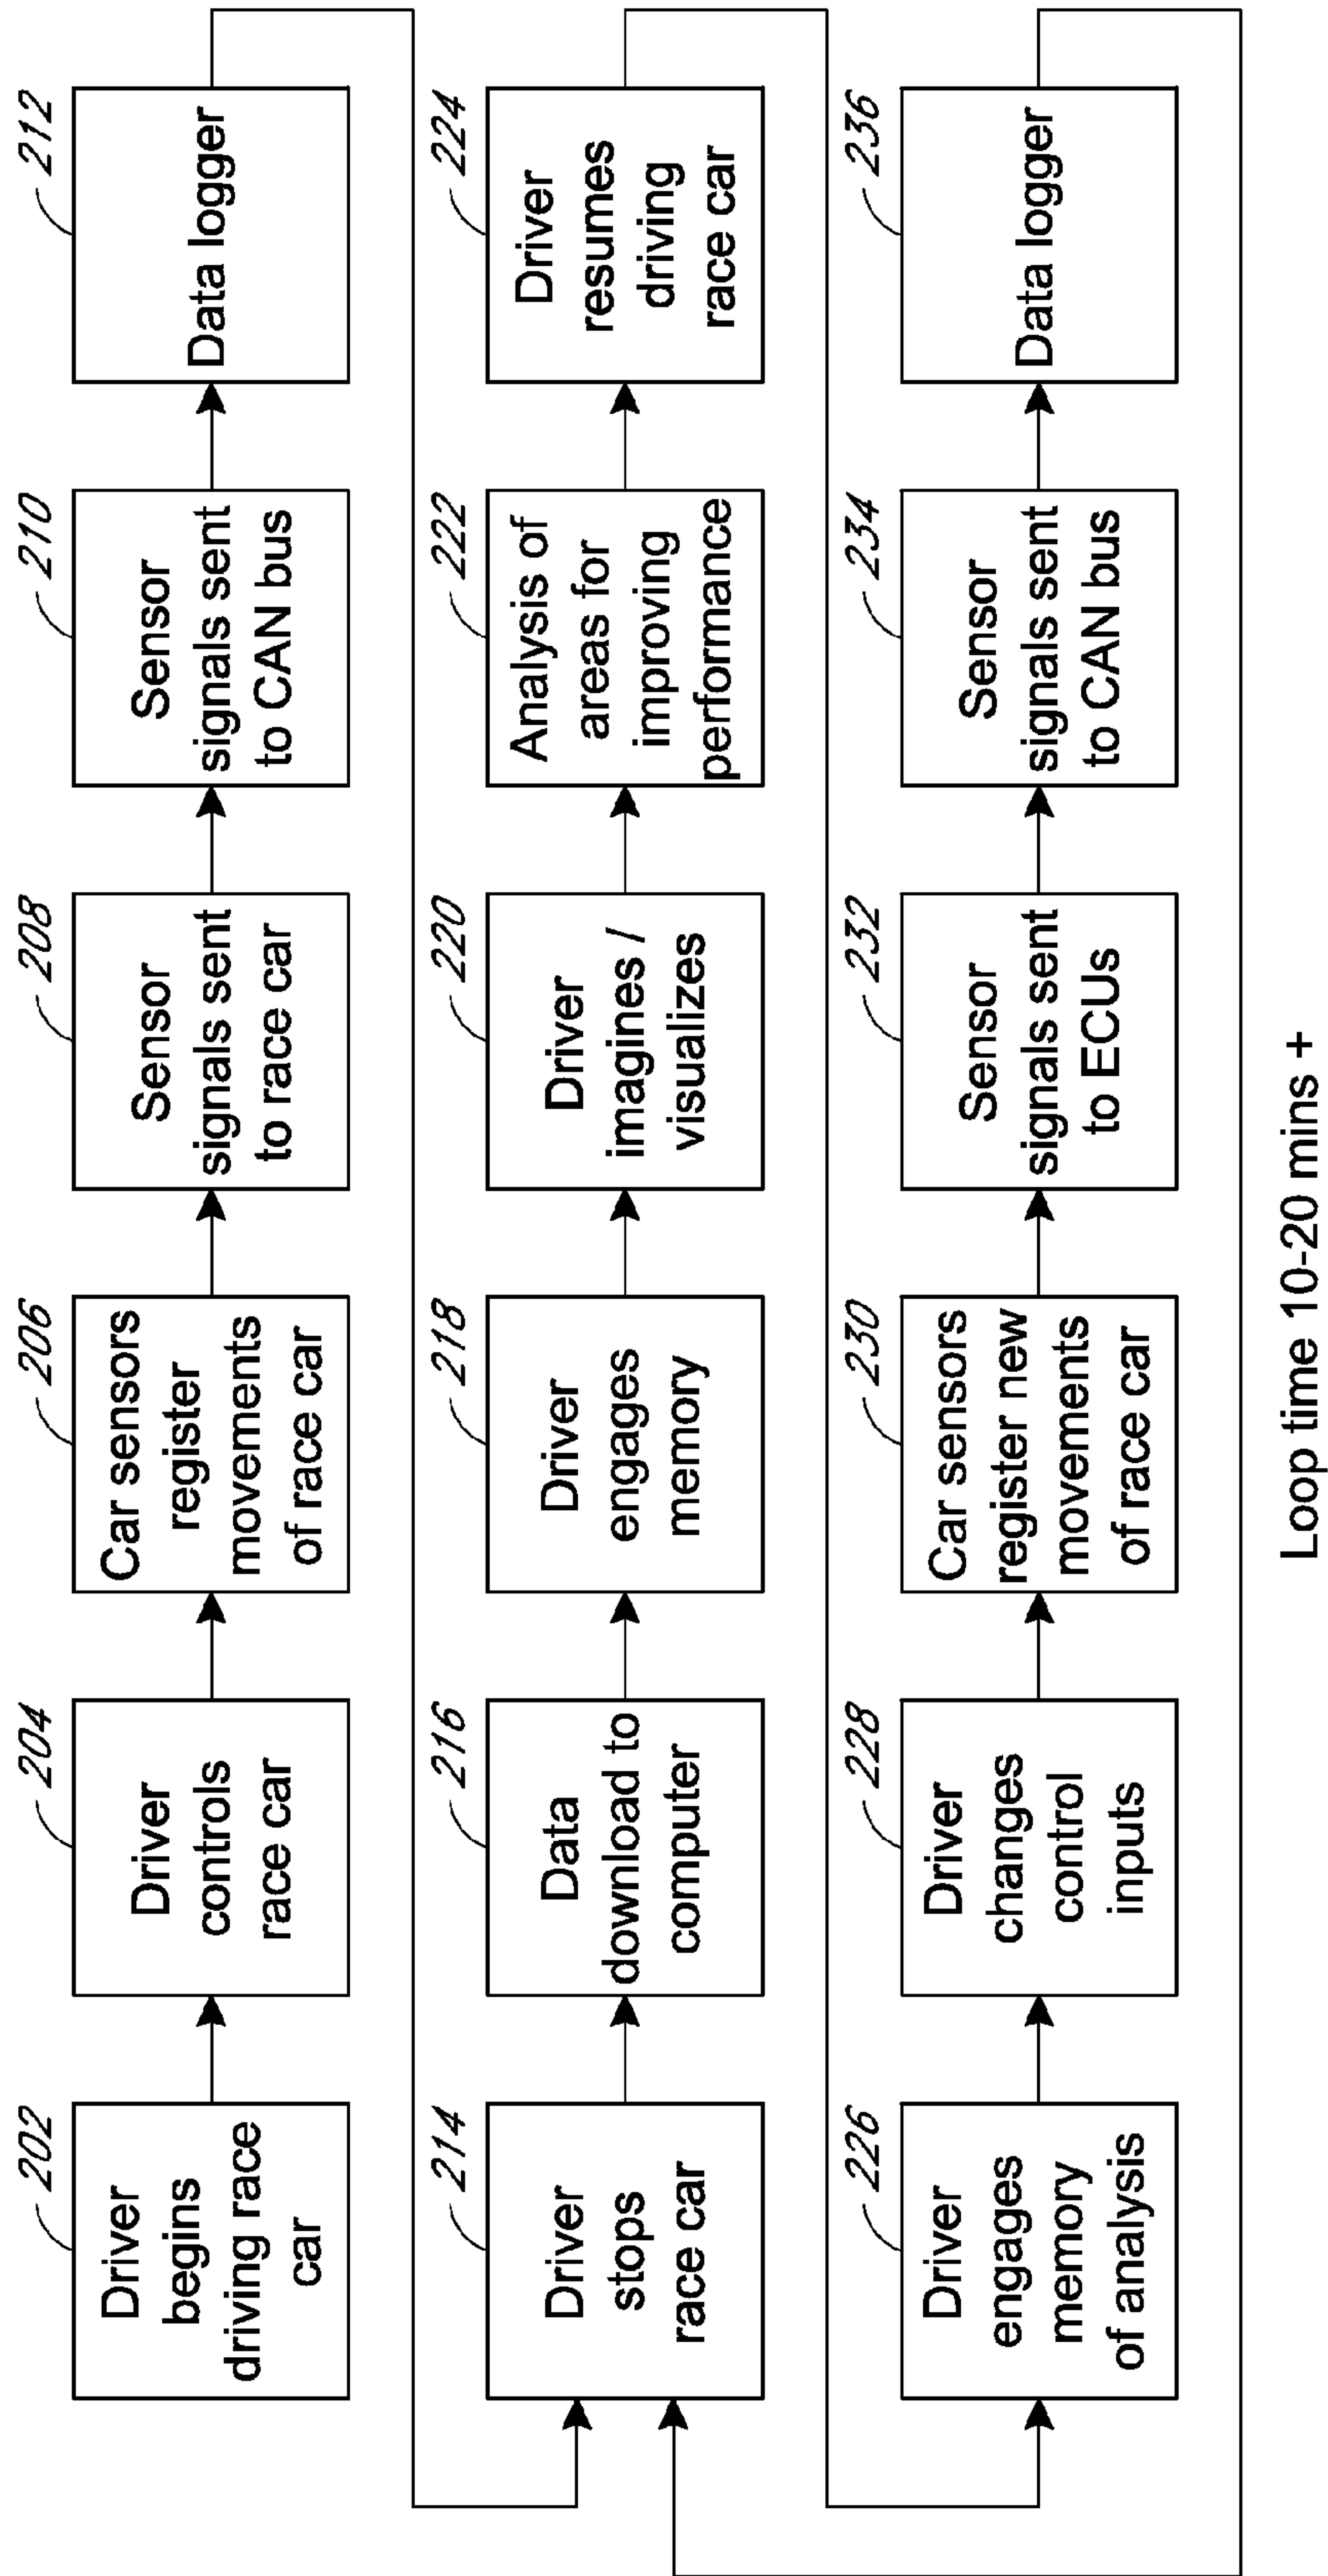 202
Driver
begins
driving race
car
204
Driver
controls
race car
206
Car sensors
register
movements
of race car
208
Sensor
signals sent
to race car
210
Sensor
signals sent
to CAN bus
212
Data logger
214
Driver
stops
race car
216
Data
download to
computer
218
Driver
engages
memory
220
Driver
imagines /
visualizes
222
Analysis of
areas for
improving
performance
224
Driver
resumes
driving
race car
226
Driver
engages
memory
of analysis
228
Driver
changes
control
inputs
230
Car sensors
register new
movements
of race car
232
Sensor
signals sent
to ECUs
234
Sensor
signals sent
to CAN bus
236
Data logger
Loop time 10-20 mins +